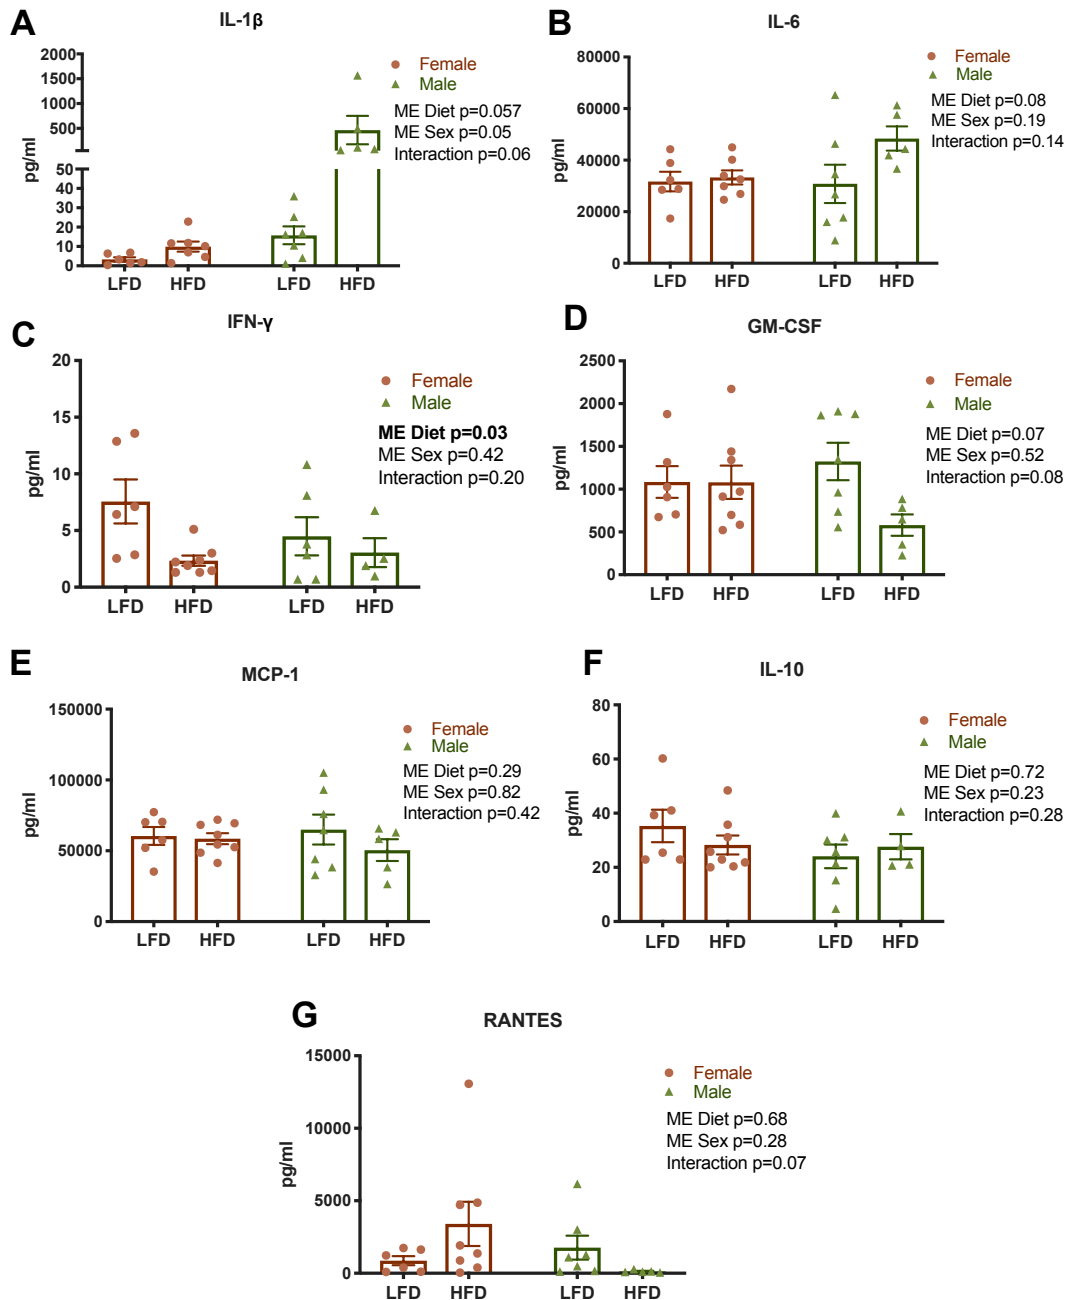 A
IL-1β
2000
1500
1000
500
50
40
30
20
10
0
pg/ml
LFD
HFD
LFD
HFD
Female
Male
ME Diet p=0.057
ME Sex p=0.05
Interaction p=0.06
B
IL-6
80000
60000
40000
20000
0
pg/ml
LFD
HFD
LFD
HFD
Female
Male
ME Diet p=0.08
ME Sex p=0.19
Interaction p=0.14
C
IFN-γ
20
15
10
5
0
pg/ml
LFD
HFD
LFD
HFD
Female
Male
ME Diet p=0.03
ME Sex p=0.42
Interaction p=0.20
D
GM-CSF
2500
2000
1500
1000
500
0
pg/ml
LFD
HFD
LFD
HFD
Female
Male
ME Diet p=0.07
ME Sex p=0.52
Interaction p=0.08
E
MCP-1
150000
100000
50000
0
pg/ml
LFD
HFD
LFD
HFD
Female
Male
ME Diet p=0.29
ME Sex p=0.82
Interaction p=0.42
F
IL-10
80
60
40
20
0
pg/ml
LFD
HFD
LFD
HFD
Female
Male
ME Diet p=0.72
ME Sex p=0.23
Interaction p=0.28
G
RANTES
15000
10000
5000
0
pg/ml
LFD
HFD
LFD
HFD
Female
Male
ME Diet p=0.68
ME Sex p=0.28
Interaction p=0.07